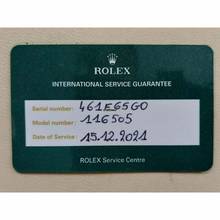 ROLEX
INTERNATIONAL SERVICE GUARANTEE
Serial number: 461E65G0
Model number: 116505
Date of Service: 15.12.2021
ROLEX Service Centre